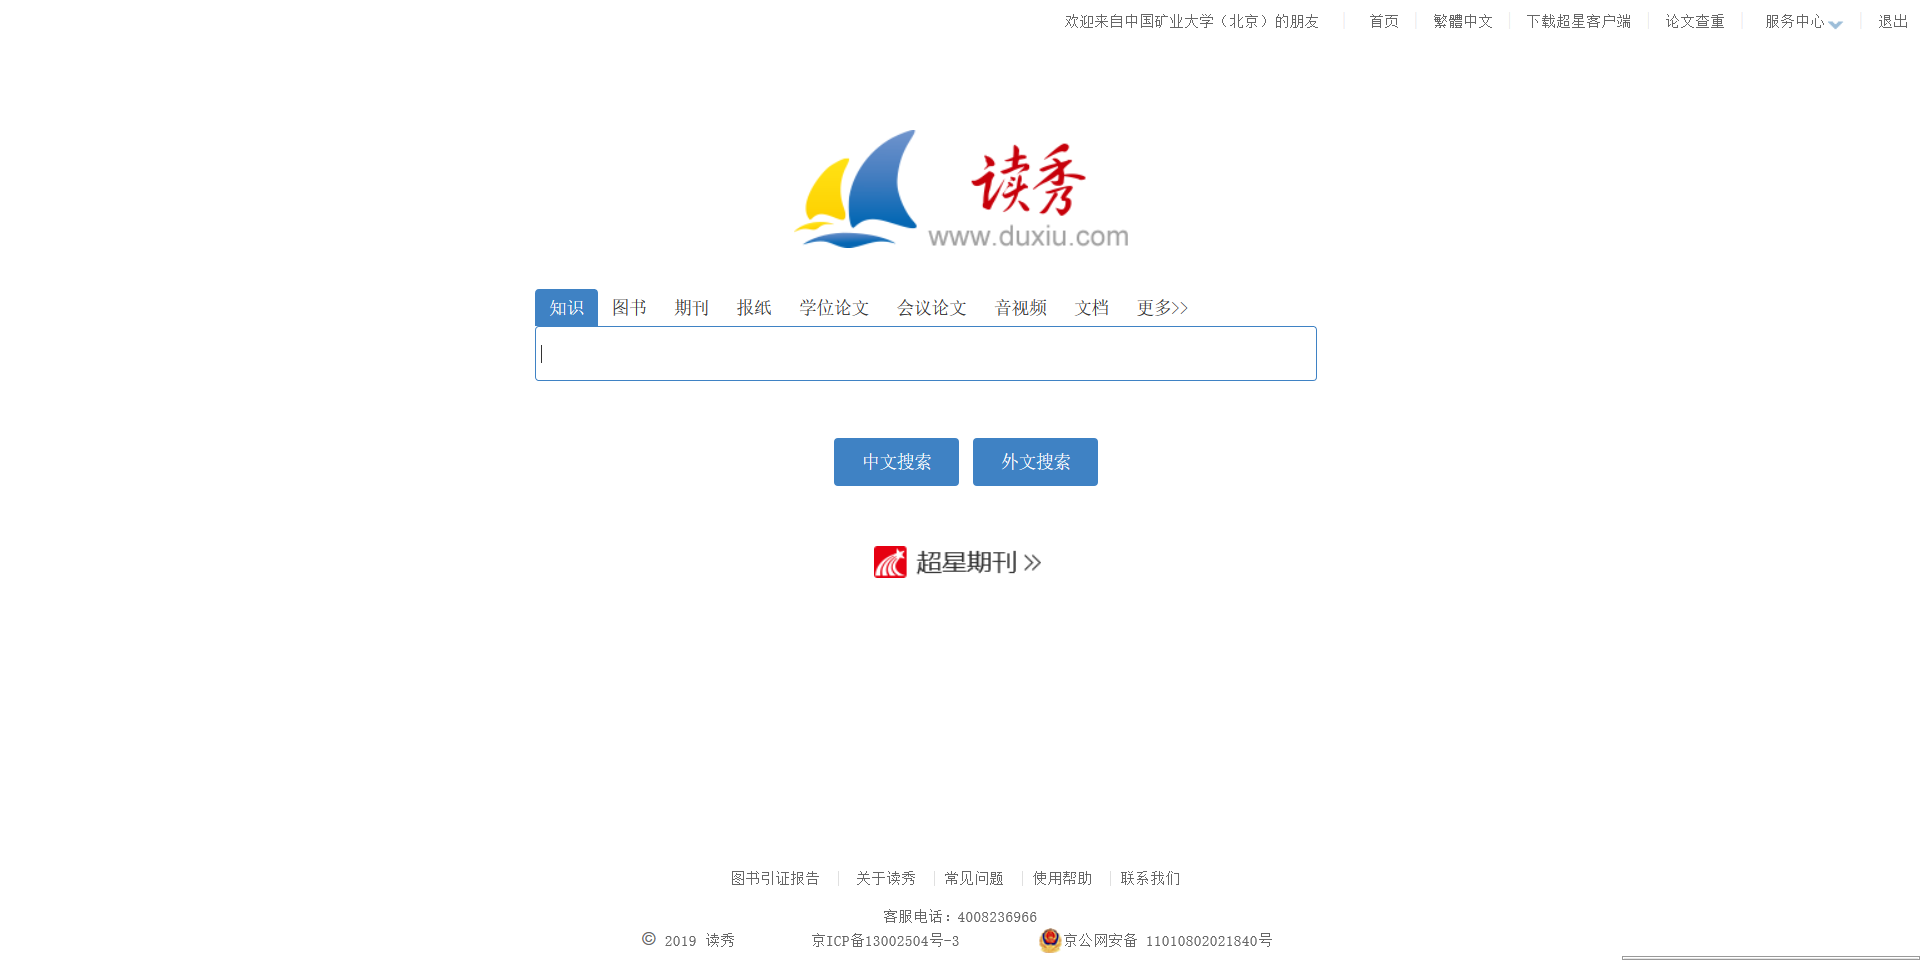 欢迎来自中国矿业大学（北京）的朋友 首页 繁體中文 下载超星客户端 论文查重 服务中心 退出
读秀
www.duxiu.com
知识 图书 期刊 报纸 学位论文 会议论文 音视频 文档 更多>>
中文搜索 外文搜索
超星期刊 >>
图书引证报告 关于读秀 常见问题 使用帮助 联系我们
客服电话：4008236966
© 2019 读秀 京ICP备13002504号-3 京公网安备 11010802021840号